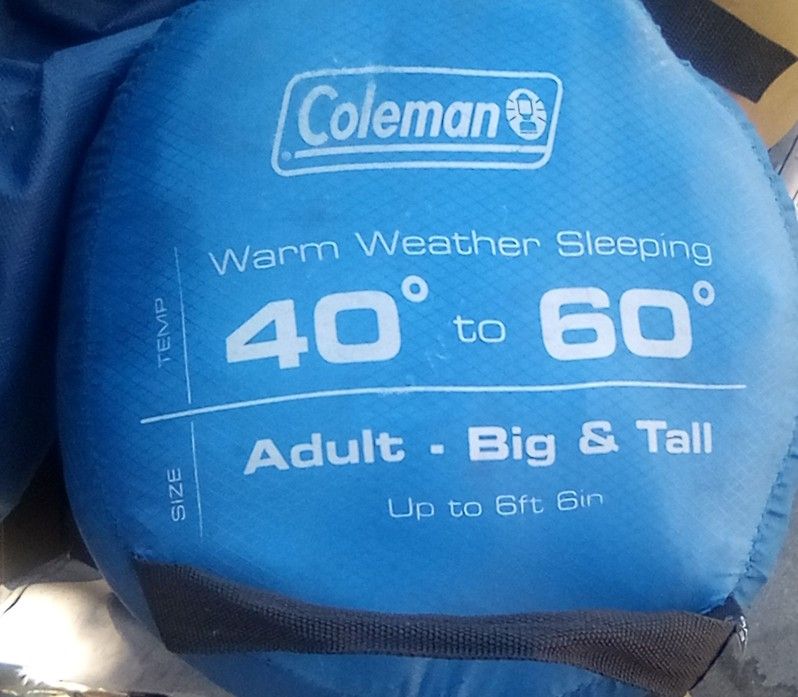 Coleman
Warm Weather Sleeping
TEMP
40° to 60°
SIZE
Adult - Big & Tall
Up to 6ft 6in